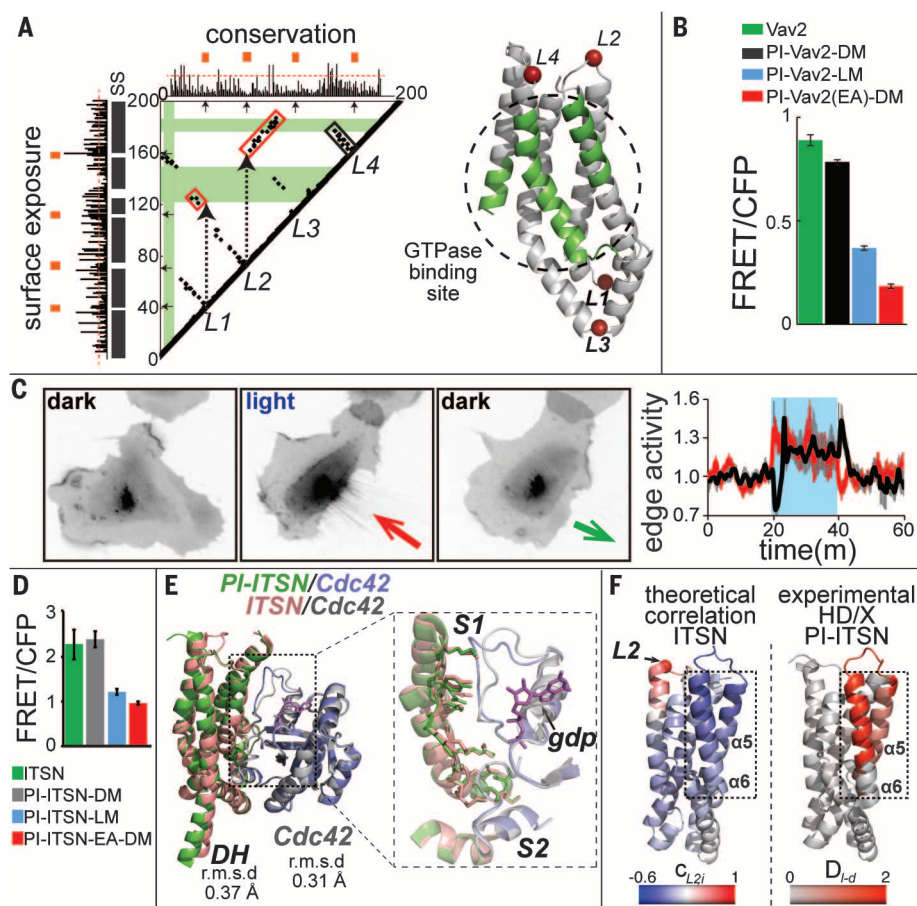 A
conservation
0
200
ss
surface exposure
200
160
120
80
40
0
L1
L2
L3
L4
L4
L2
GTPase
binding
site
L1
L3
B
Vav2
PI-Vav2-DM
PI-Vav2-LM
PI-Vav2(EA)-DM
FRET/CFP
1
0.5
0
C
dark
light
dark
edge activity
1.6
1.3
1.0
0.7
0
20
40
60
time(m)
D
FRET/CFP
3
2
1
0
ITSN
PI-ITSN-DM
PI-ITSN-LM
PI-ITSN-EA-DM
E
PI-ITSN/Cdc42
ITSN/Cdc42
DH
r.m.s.d
0.37 Å
Cdc42
r.m.s.d
0.31 Å
S1
gdp
S2
F
theoretical
correlation
ITSN
L2
α5
α6
-0.6
CL2i
1
experimental
HD/X
PI-ITSN
α5
α6
0
Dl-d
2